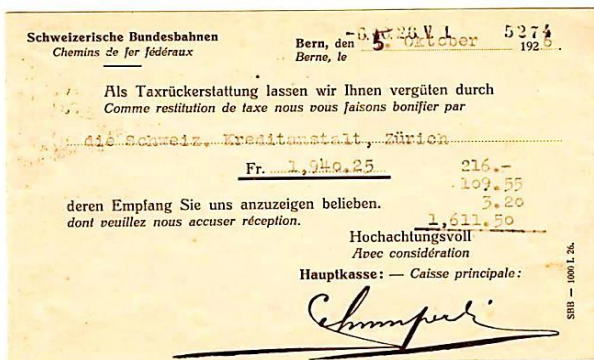 Schweizerische Bundesbahnen
Chemins de fer fédéraux
Bern, den 5. Oktober 1926
Berne, le
5274
Als Taxrückerstattung lassen wir Ihnen vergüten durch
Comme restitution de taxe nous vous faisons bonifier par
die Schweiz. Kreditanstalt, Zürich
Fr. 1,940.25 216.-
109.55
deren Empfang Sie uns anzuzeigen belieben. 3.20
dont veuillez nous accuser réception. 1,611.50
Hochachtungsvoll
Avec considération
Hauptkasse: — Caisse principale:
SBB — 1000 I. 26.